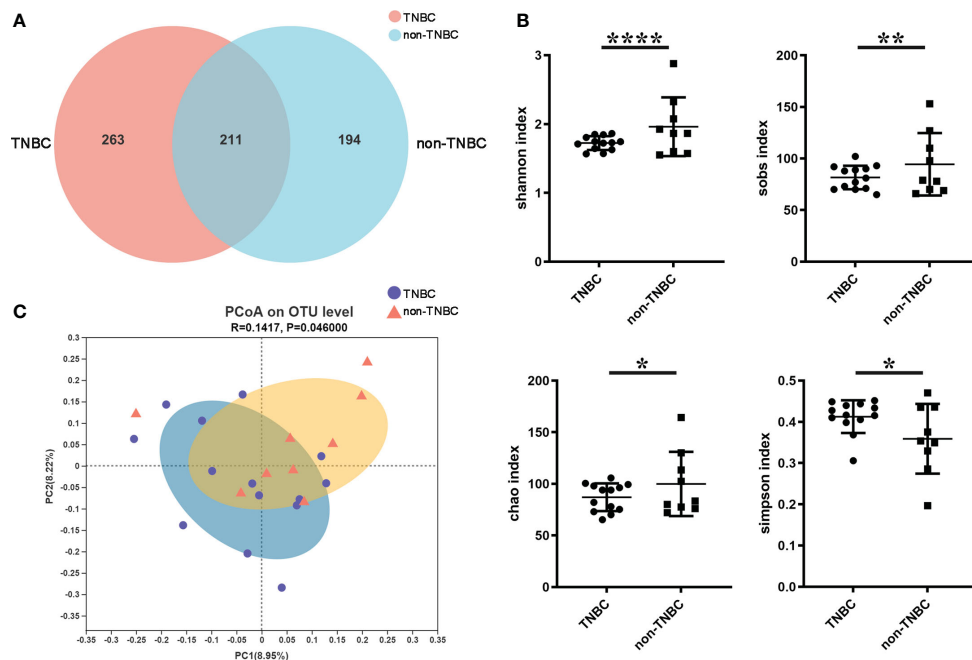 A
TNBC
non-TNBC
TNBC
263
211
194
non-TNBC
B
****
shannon index
3
2
1
0
TNBC
non-TNBC
**
sobs index
200
150
100
50
0
TNBC
non-TNBC
C
TNBC
non-TNBC
PCoA on OTU level
R=0.1417, P=0.046000
PC2(8.22%)
0.3
0.25
0.2
0.15
0.1
0.05
0
-0.05
-0.1
-0.15
-0.2
-0.25
-0.3
-0.35
-0.35 -0.3 -0.25 -0.2 -0.15 -0.1 -0.05 0 0.05 0.1 0.15 0.2 0.25 0.3 0.35
PC1(8.95%)
*
chao index
200
150
100
50
0
TNBC
non-TNBC
*
simpson index
0.5
0.4
0.3
0.2
0.1
0.0
TNBC
non-TNBC